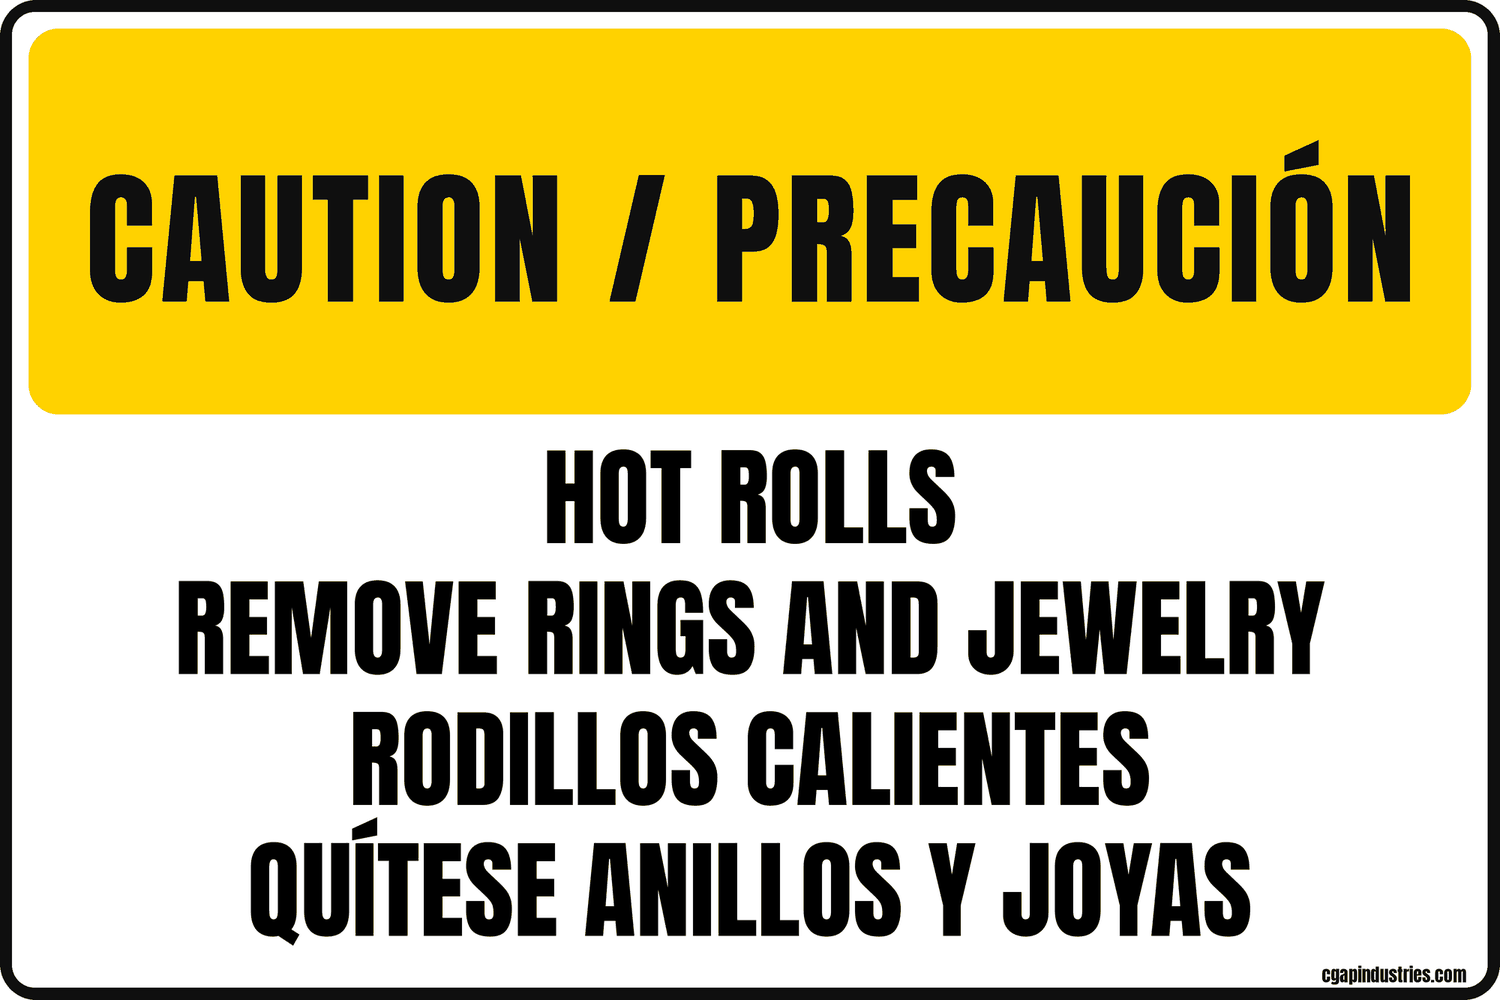 CAUTION / PRECAUCIÓN
HOT ROLLS
REMOVE RINGS AND JEWELRY
RODILLOS CALIENTES
QUÍTESE ANILLOS Y JOYAS
cgapindustries.com